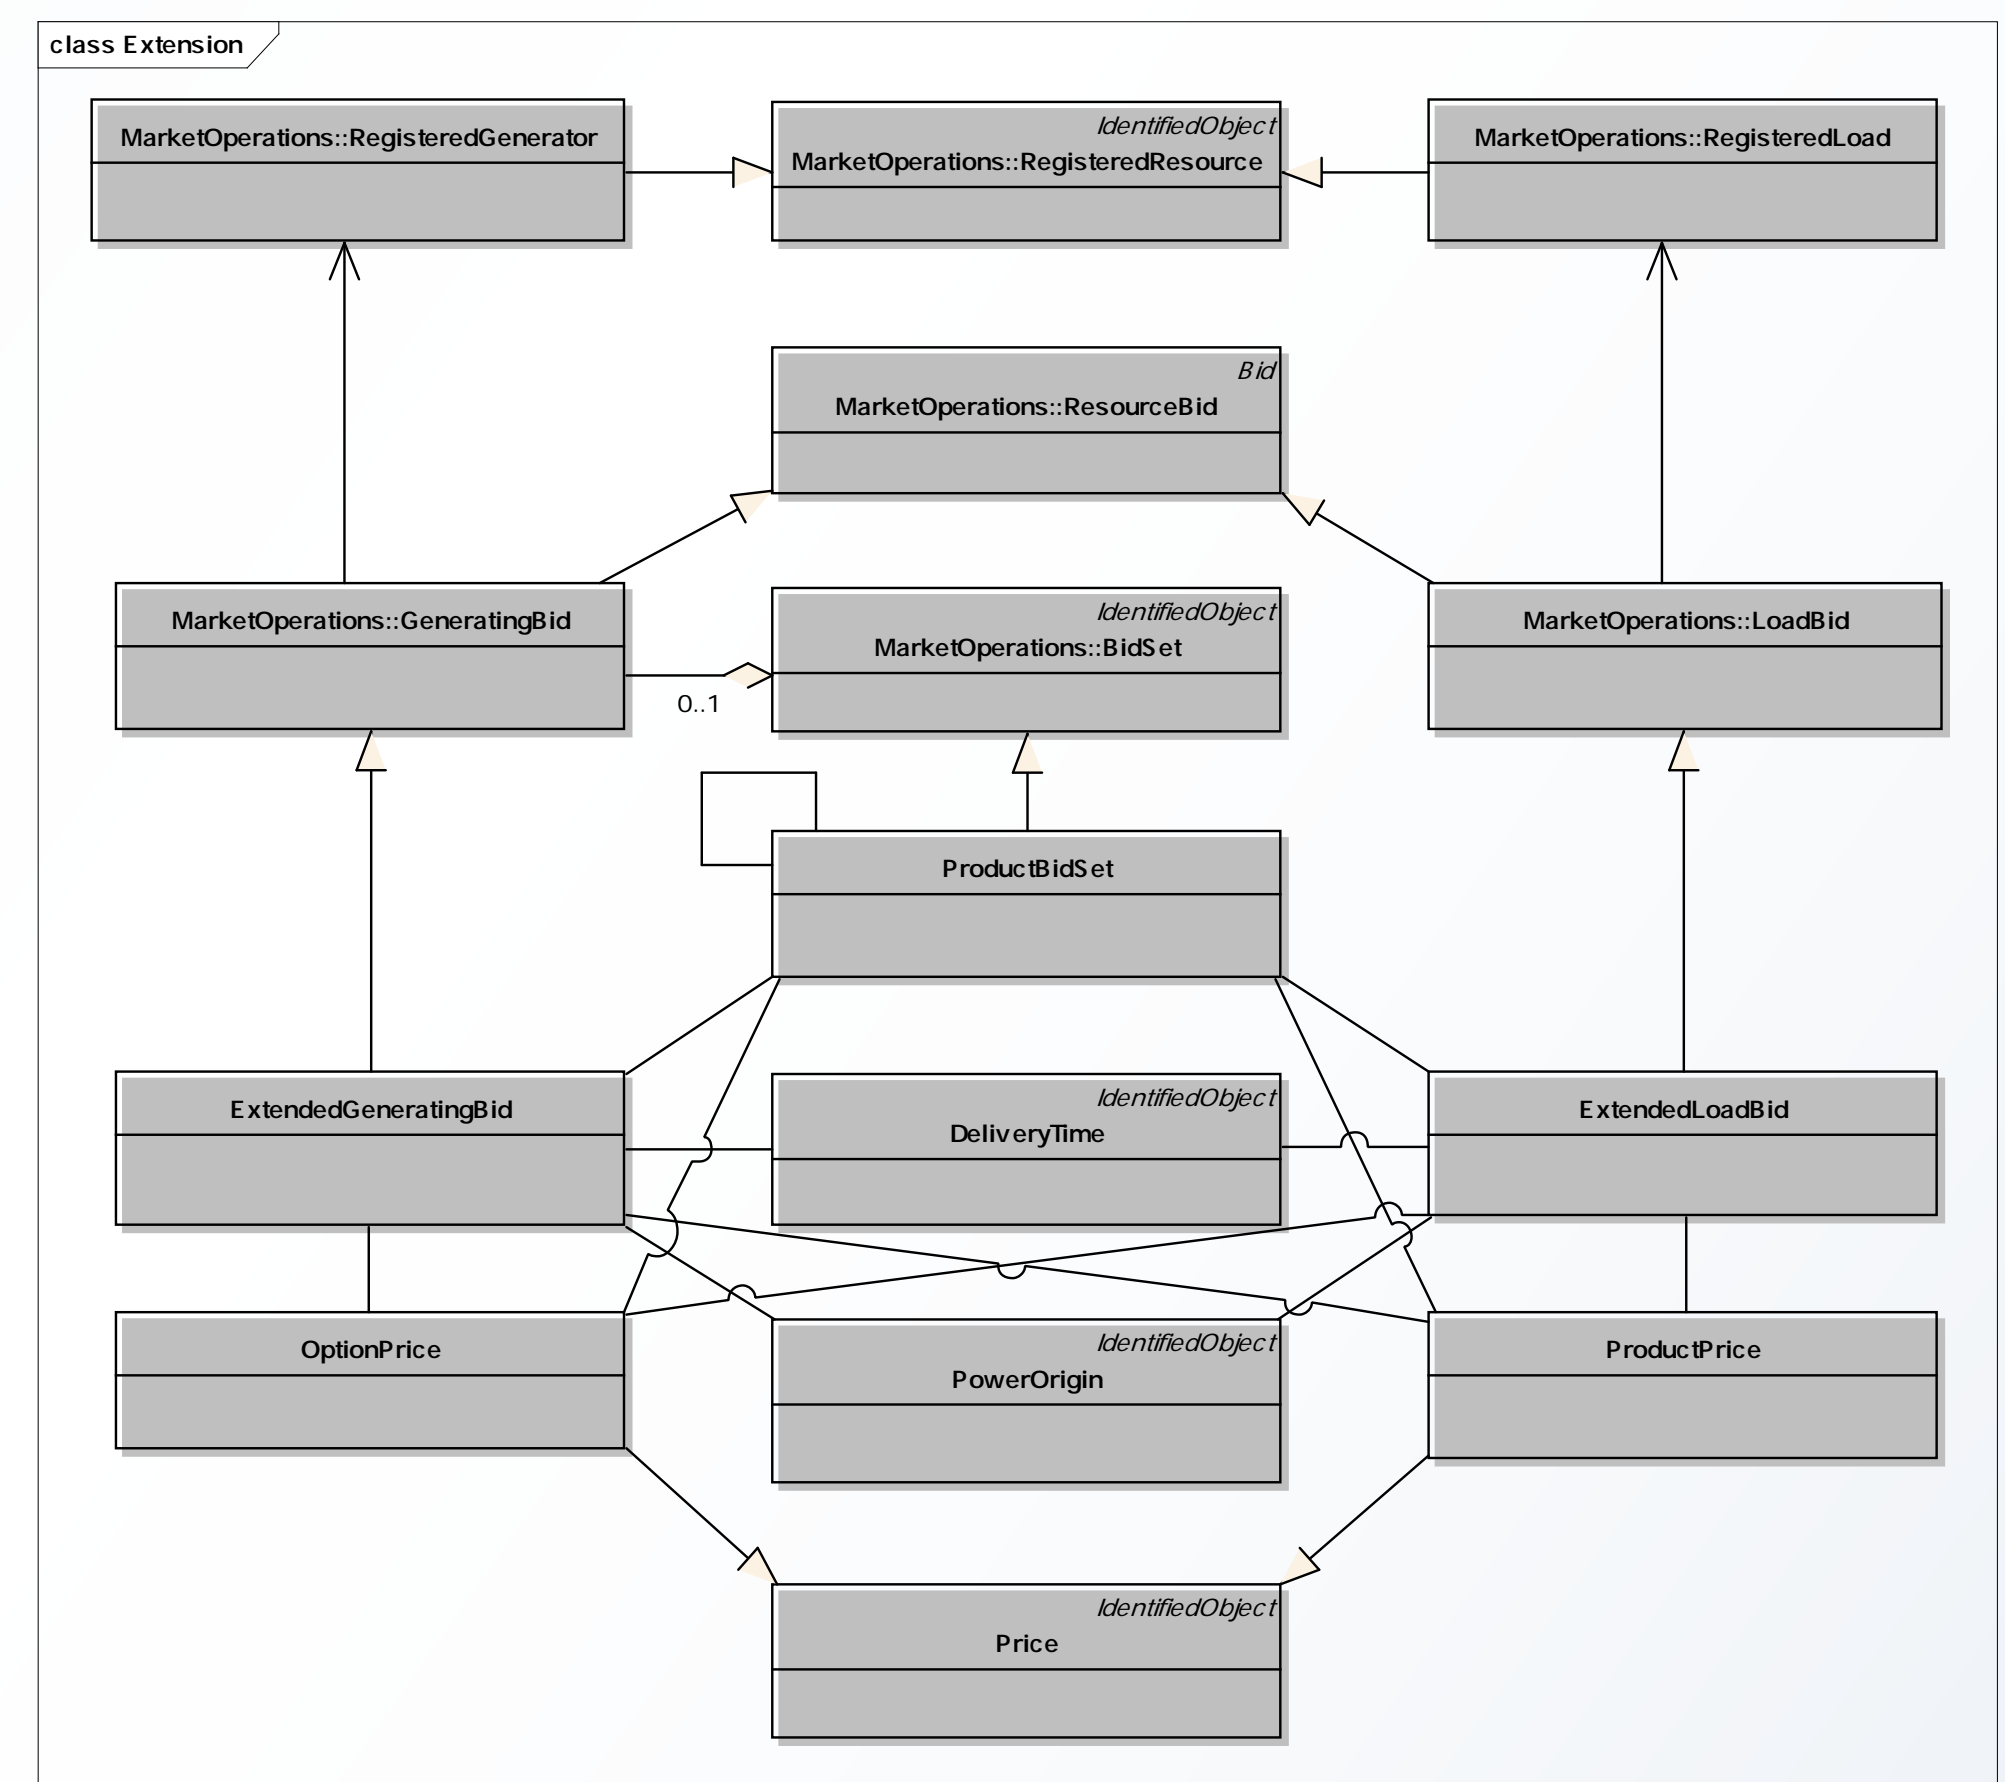 class Extension
MarketOperations::RegisteredGenerator
IdentifiedObject
MarketOperations::RegisteredResource
MarketOperations::RegisteredLoad
Bid
MarketOperations::ResourceBid
MarketOperations::GeneratingBid
IdentifiedObject
MarketOperations::BidSet
MarketOperations::LoadBid
0..1
ProductBidSet
ExtendedGeneratingBid
IdentifiedObject
DeliveryTime
ExtendedLoadBid
OptionPrice
IdentifiedObject
PowerOrigin
ProductPrice
IdentifiedObject
Price